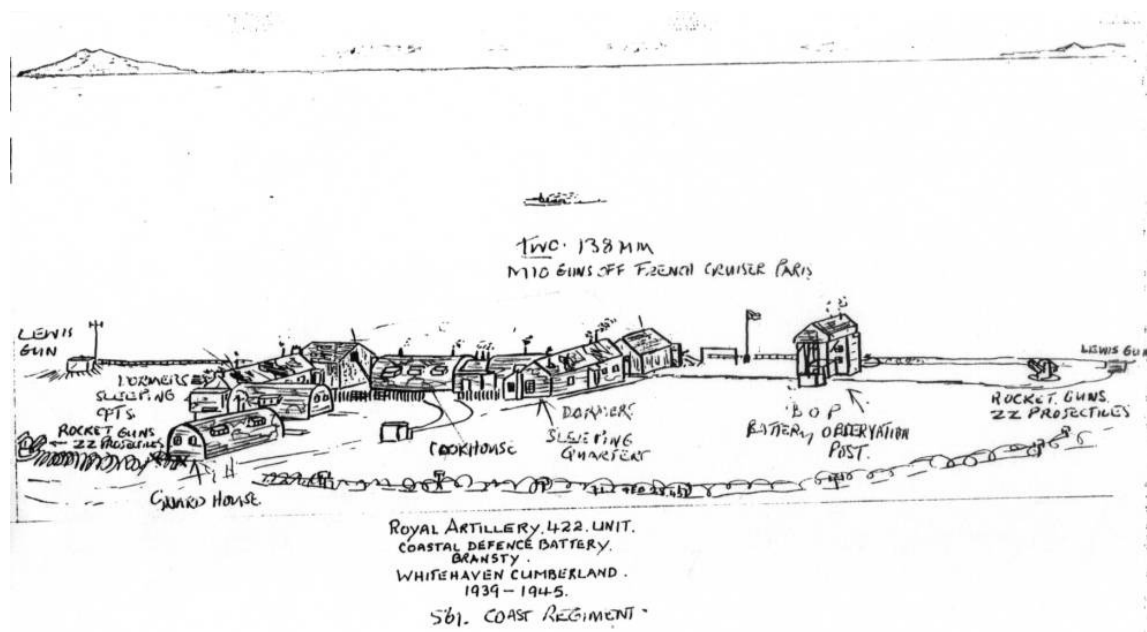 TWO. 138 MM
M10 GUNS OFF FRENCH CRUISER PARIS
LEWIS
GUN
DORMERS
SLEEPING
QPTS.
ROCKET GUNS
ZZ PROJECTILES
GUARD HOUSE
COOKHOUSE
DORMERS
SLEEPING
QUARTERS
B O P
BATTERY OBSERVATION
POST.
LEWIS GUN
ROCKET. GUNS.
ZZ PROJECTILES
ROYAL ARTILLERY. 422. UNIT.
COASTAL DEFENCE BATTERY.
BRANSTY.
WHITEHAVEN CUMBERLAND.
1939 - 1945.
561. COAST REGIMENT.